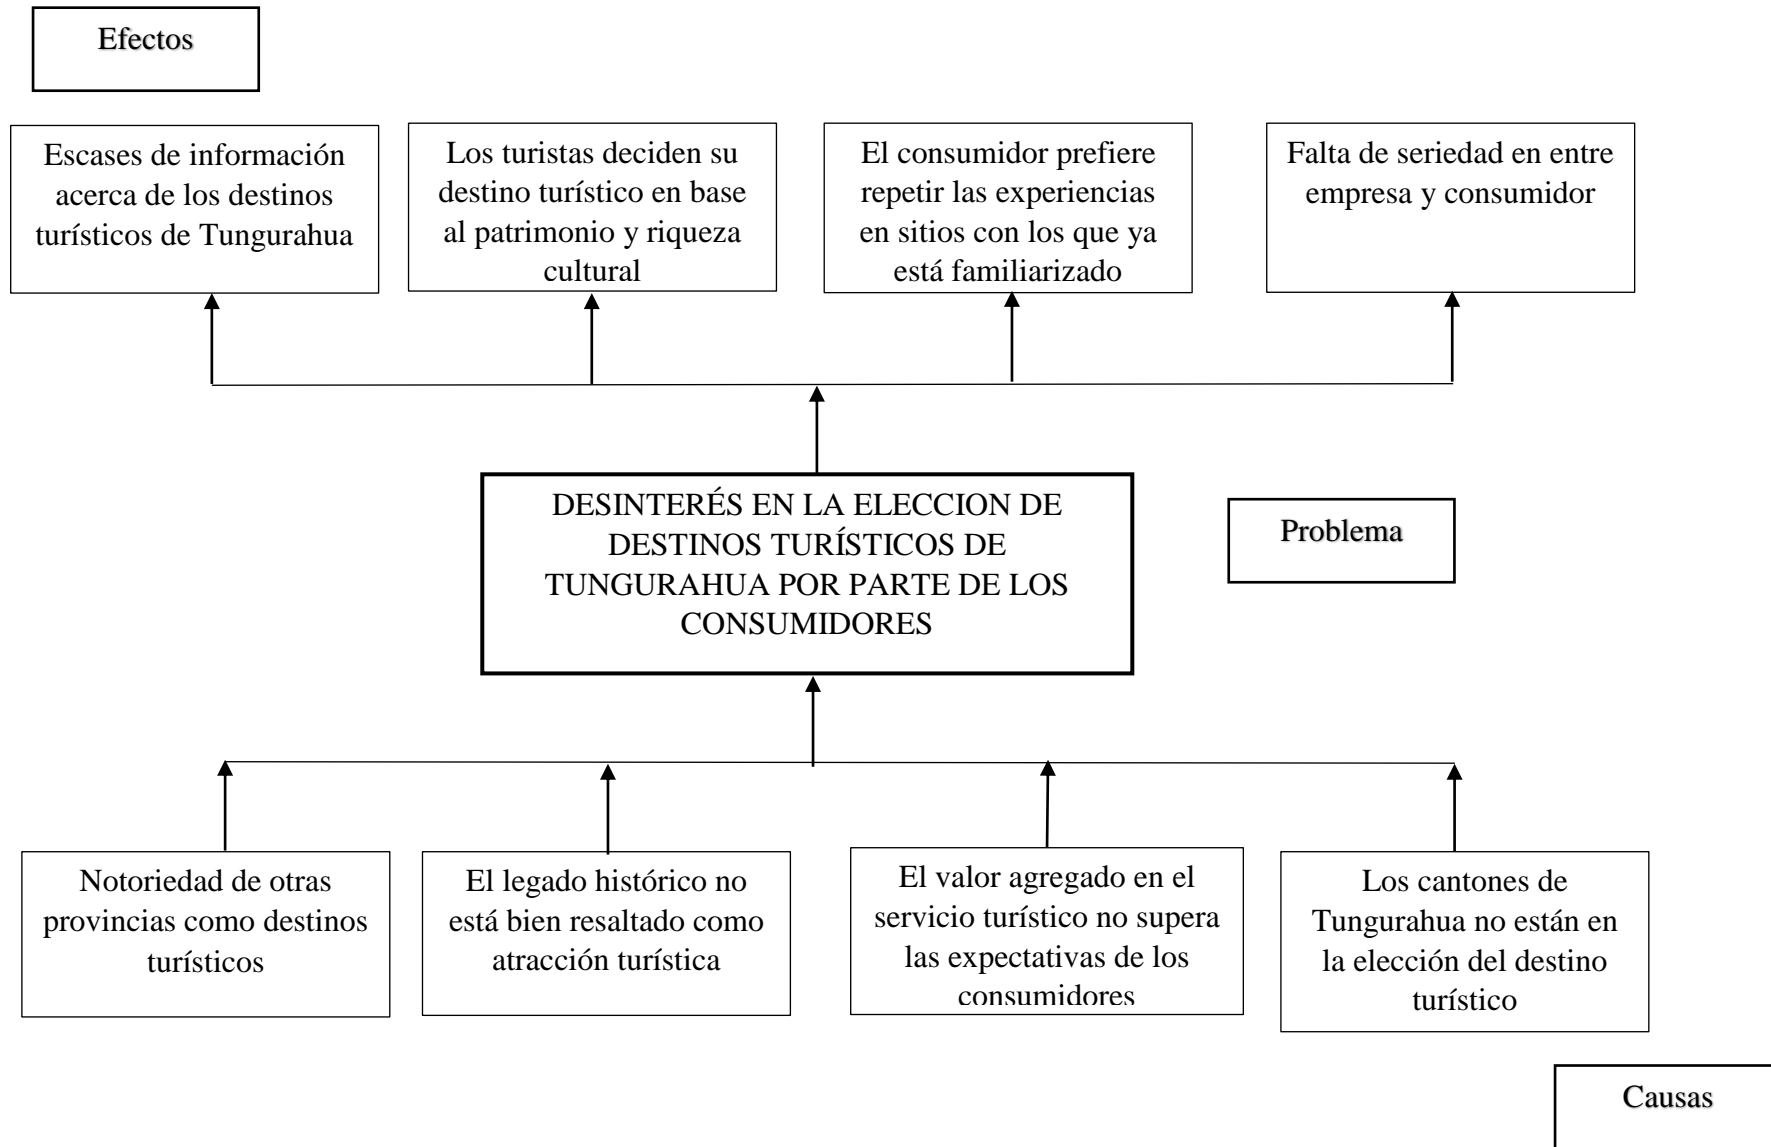 Efectos
Escases de información
acerca de los destinos
turísticos de Tungurahua
Los turistas deciden su
destino turístico en base
al patrimonio y riqueza
cultural
El consumidor prefiere
repetir las experiencias
en sitios con los que ya
está familiarizado
Falta de seriedad en entre
empresa y consumidor
DESINTERÉS EN LA ELECCION DE
DESTINOS TURÍSTICOS DE
TUNGURAHUA POR PARTE DE LOS
CONSUMIDORES
Problema
Notoriedad de otras
provincias como destinos
turísticos
El legado histórico no
está bien resaltado como
atracción turística
El valor agregado en el
servicio turístico no supera
las expectativas de los
consumidores
Los cantones de
Tungurahua no están en
la elección del destino
turístico
Causas